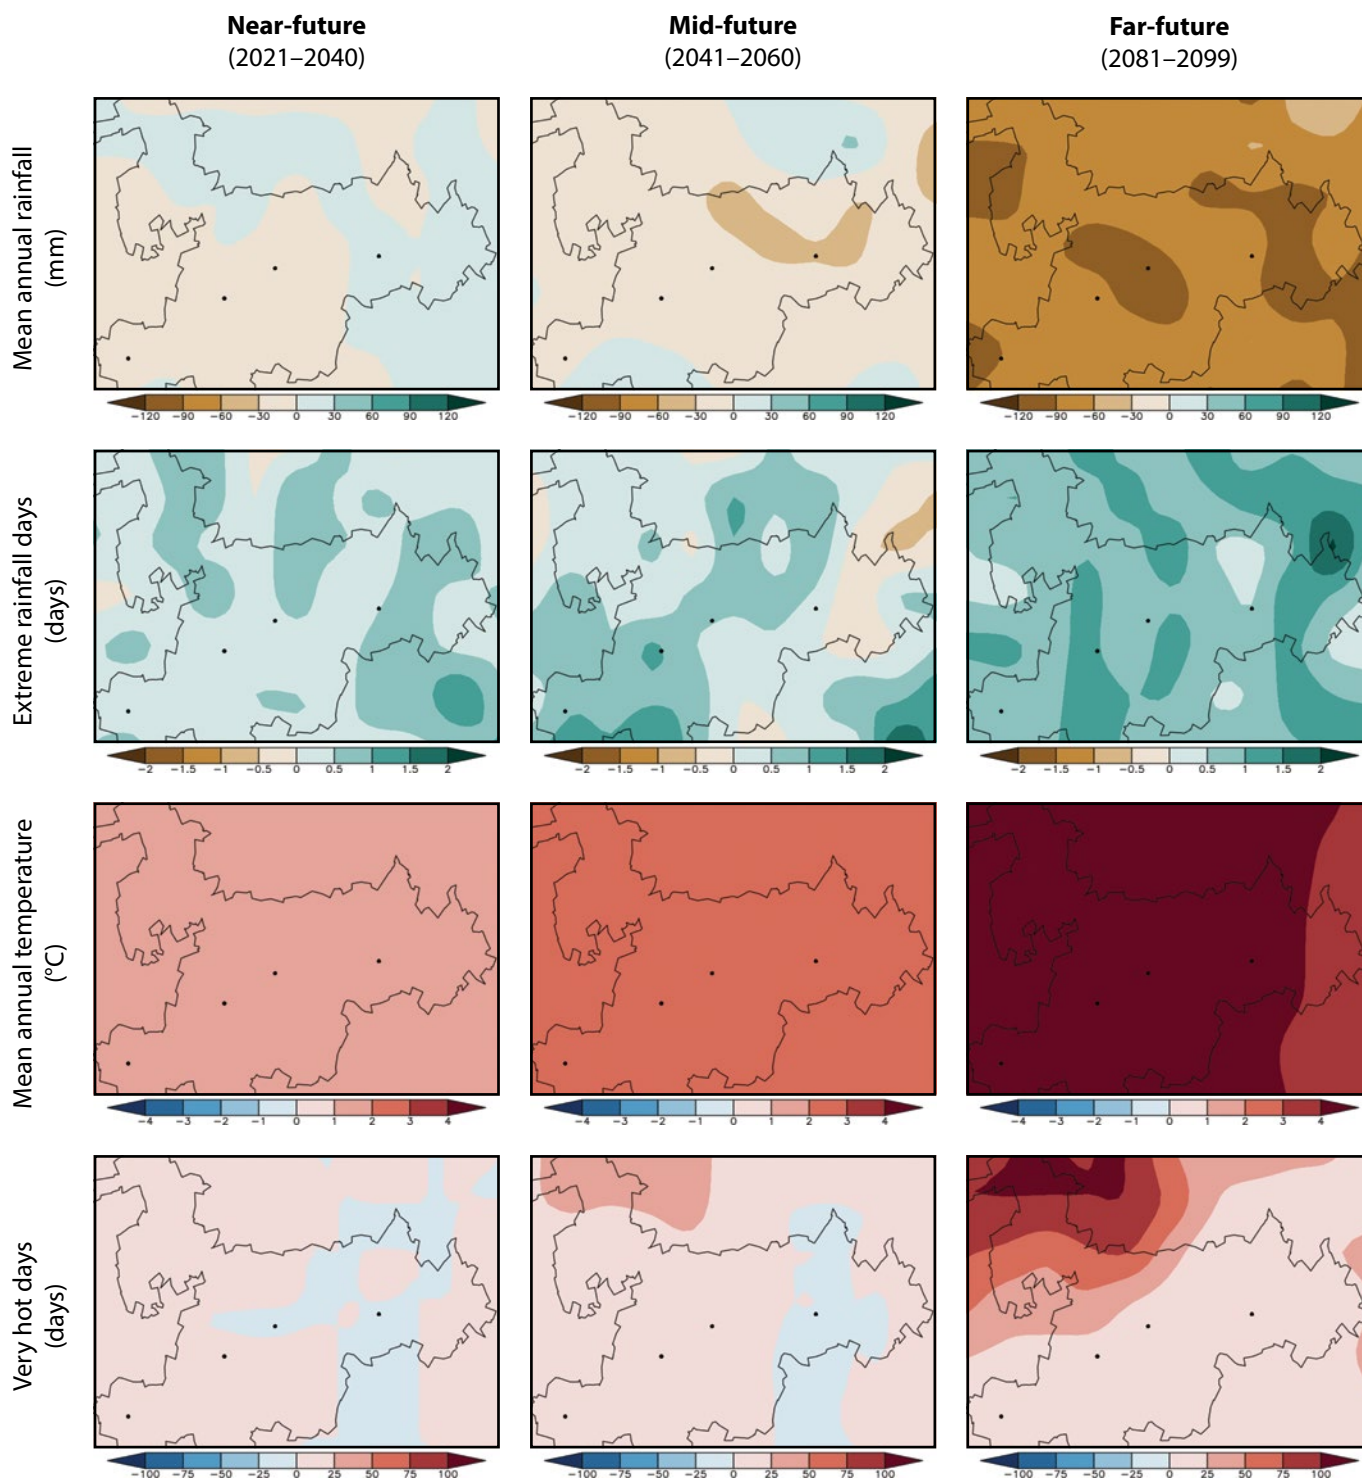 Near-future
(2021–2040)
Mid-future
(2041–2060)
Far-future
(2081–2099)
Mean annual rainfall
(mm)
−120 −90 −60 −30 0 30 60 90 120
−120 −90 −60 −30 0 30 60 90 120
−120 −90 −60 −30 0 30 60 90 120
Extreme rainfall days
(days)
−2 −1.5 −1 −0.5 0 0.5 1 1.5 2
−2 −1.5 −1 −0.5 0 0.5 1 1.5 2
−2 −1.5 −1 −0.5 0 0.5 1 1.5 2
Mean annual temperature
(°C)
−4 −3 −2 −1 0 1 2 3 4
−4 −3 −2 −1 0 1 2 3 4
−4 −3 −2 −1 0 1 2 3 4
Very hot days
(days)
−100 −75 −50 −25 0 25 50 75 100
−100 −75 −50 −25 0 25 50 75 100
−100 −75 −50 −25 0 25 50 75 100